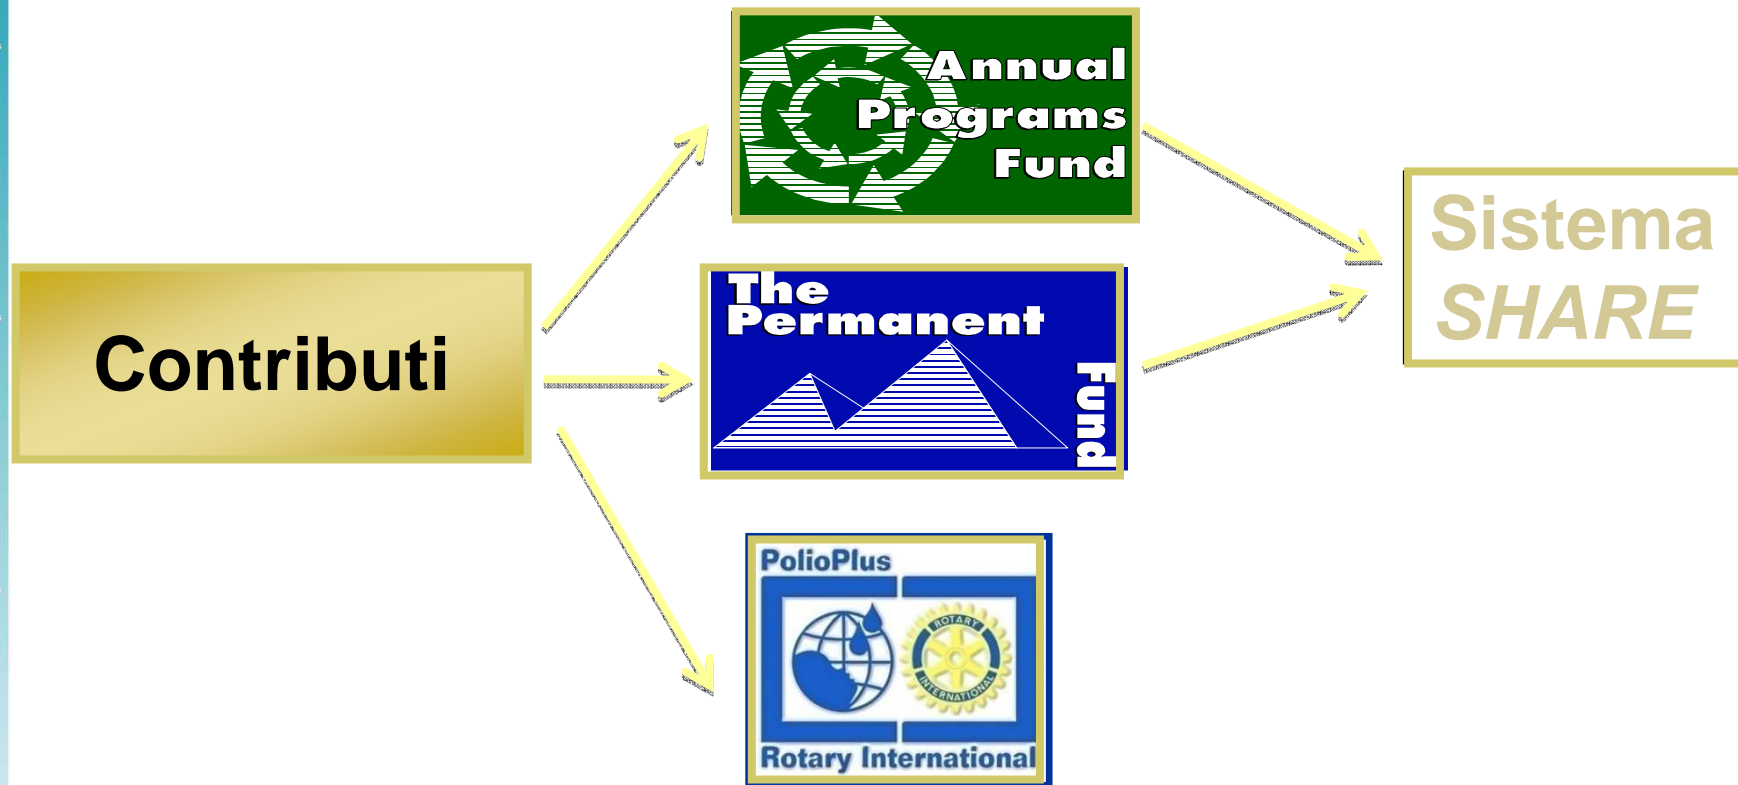 Contributi
Annual
Programs
Fund
The
Permanent
Fund
PolioPlus
ROTARY
INTERNATIONAL
Rotary International
Sistema
SHARE